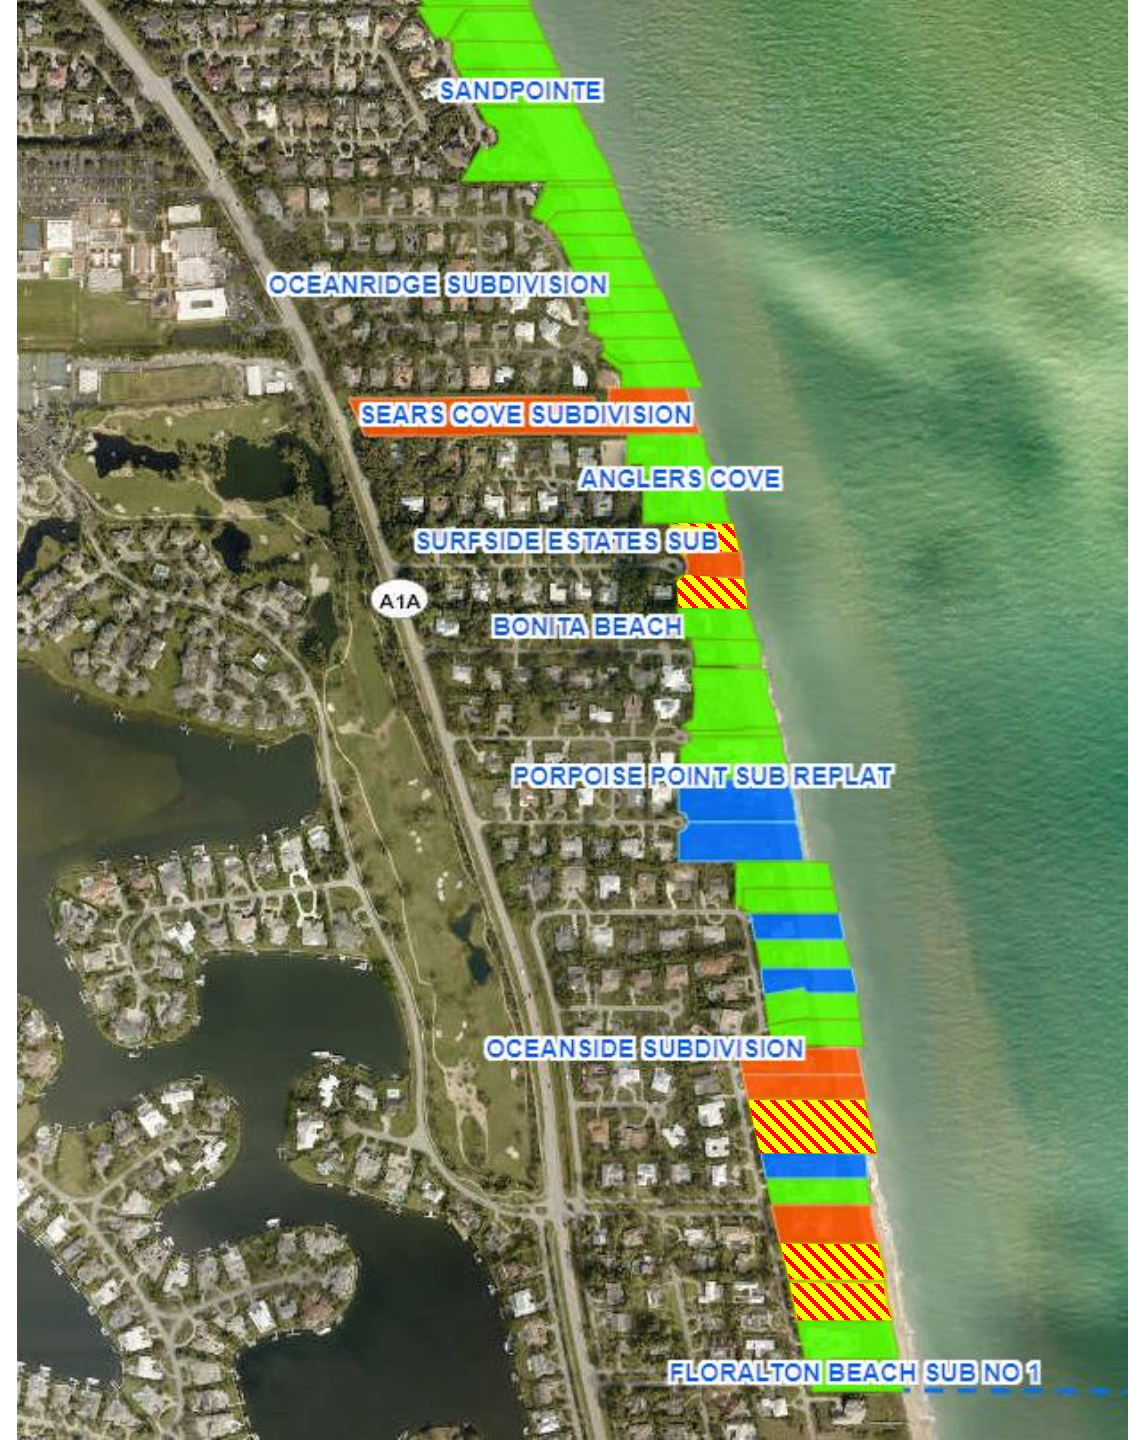 SANDPOINTE
OCEANRIDGE SUBDIVISION
SEARS COVE SUBDIVISION
ANGLERS COVE
SURFSIDE ESTATES SUB
A1A
BONITA BEACH
PORPOISE POINT SUB REPLAT
OCEANSIDE SUBDIVISION
FLORALTON BEACH SUB NO 1